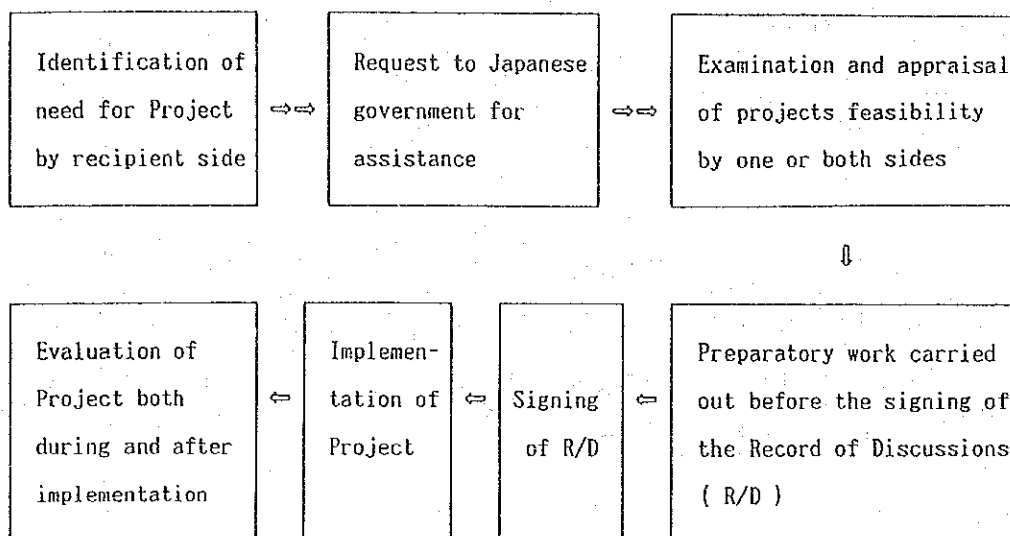 Identification of
need for Project
by recipient side
⇨⇨
Request to Japanese
government for
assistance
⇨⇨
Examination and appraisal
of projects feasibility
by one or both sides
⇩
Preparatory work carried
out before the signing of
the Record of Discussions
( R/D )
⇦
Signing
of R/D
⇦
Implemen-
tation of
Project
⇦
Evaluation of
Project both
during and after
implementation